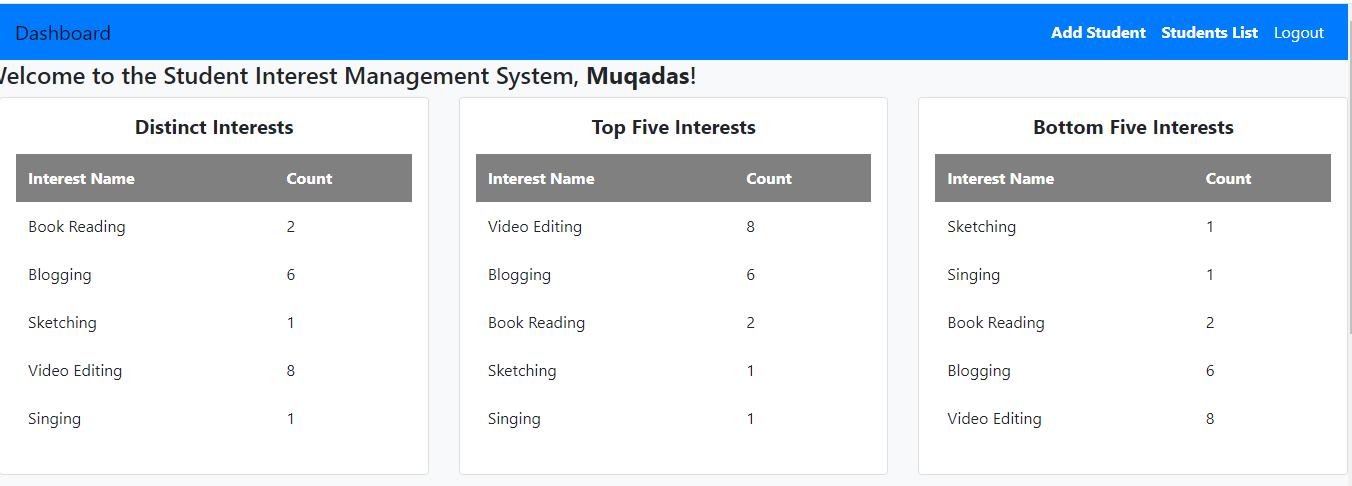 Dashboard Add Student Students List Logout
Welcome to the Student Interest Management System, Muqadas!
Distinct Interests
Interest Name Count
Book Reading 2
Blogging 6
Sketching 1
Video Editing 8
Singing 1
Top Five Interests
Interest Name Count
Video Editing 8
Blogging 6
Book Reading 2
Sketching 1
Singing 1
Bottom Five Interests
Interest Name Count
Sketching 1
Singing 1
Book Reading 2
Blogging 6
Video Editing 8